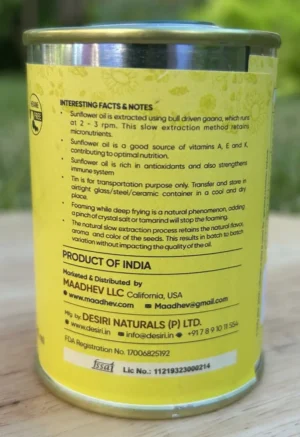 INTERESTING FACTS & NOTES
• Sunflower oil is extracted using bull driven gaana, which runs
at 2 - 3 rpm. This slow extraction method retains
micronutrients.
• Sunflower oil is a good source of vitamins A, E and K,
contributing to optimal nutrition.
• Sunflower oil is rich in antioxidants and also strengthens
immune system
• Tin is for transportation purpose only. Transfer and store in
airtight glass/steel/ceramic container in a cool and dry
place.
• Foaming while deep frying is a natural phenomenon, adding
a pinch of crystal salt or tamarind will stop the foaming.
• The natural slow extraction process retains the natural flavor,
aroma and color of the seeds. This results in batch to batch
variation without impacting the quality of the oil.
PRODUCT OF INDIA
Marketed & Distributed by
MAADHEV LLC California, USA
www.maadhev.com Maadhev@gmail.com
Mfg. by: DESIRI NATURALS (P) LTD.
www.desiri.in info@desiri.in +91 7 8 9 10 11 554
FDA Registration No. 17006825192
fssai Lic No.: 11219323000214